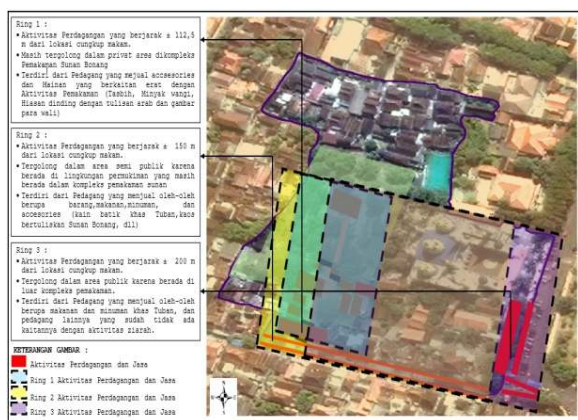 Ring 1 :
• Aktivitas Perdagangan yang berjarak ± 112,5
m dari lokasi cungkup makam.
• Masih tergolong dalam privat area dikompleks
Pemakaman Sunan Bonang
• Terdiri dari Pedagang yang mejual accsesories
dan Mainan yang berkaitan erat dengan
Aktivitas Pemakaman (Tasbih, Minyak wangi,
Hiasan dinding dengan tulisan arab dan gambar
para wali)
Ring 2 :
• Aktivitas Perdagangan yang berjarak ± 150 m
dari lokasi cungkup makam.
• Tergolong dalam area semi publik karena
berada di lingkungan permukiman yang masih
berada dalam kompleks pemakaman sunan
• Terdiri dari Pedagang yang menjual oleh-oleh
berupa barang,makanan,minuman, dan
accesories (kain batik khas Tuban,kaos
bertuliskan Sunan Bonang, dll)
Ring 3 :
• Aktivitas Perdagangan yang berjarak ± 200 m
dari lokasi cungkup makam.
• Tergolong dalam area publik karena berada di
luar kompleks pemakaman.
• Terdiri dari Pedagang yang menjual oleh-oleh
berupa makanan dan minuman khas Tuban, dan
pedagang lainnya yang sudah tidak ada
kaitannya dengan aktivitas ziarah.
KETERANGAN GAMBAR :
Aktivitas Perdagangan dan Jasa
Ring 1 Aktivitas Perdagangan dan Jasa
Ring 2 Aktivitas Perdagangan dan Jasa
Ring 3 Aktivitas Perdagangan dan Jasa